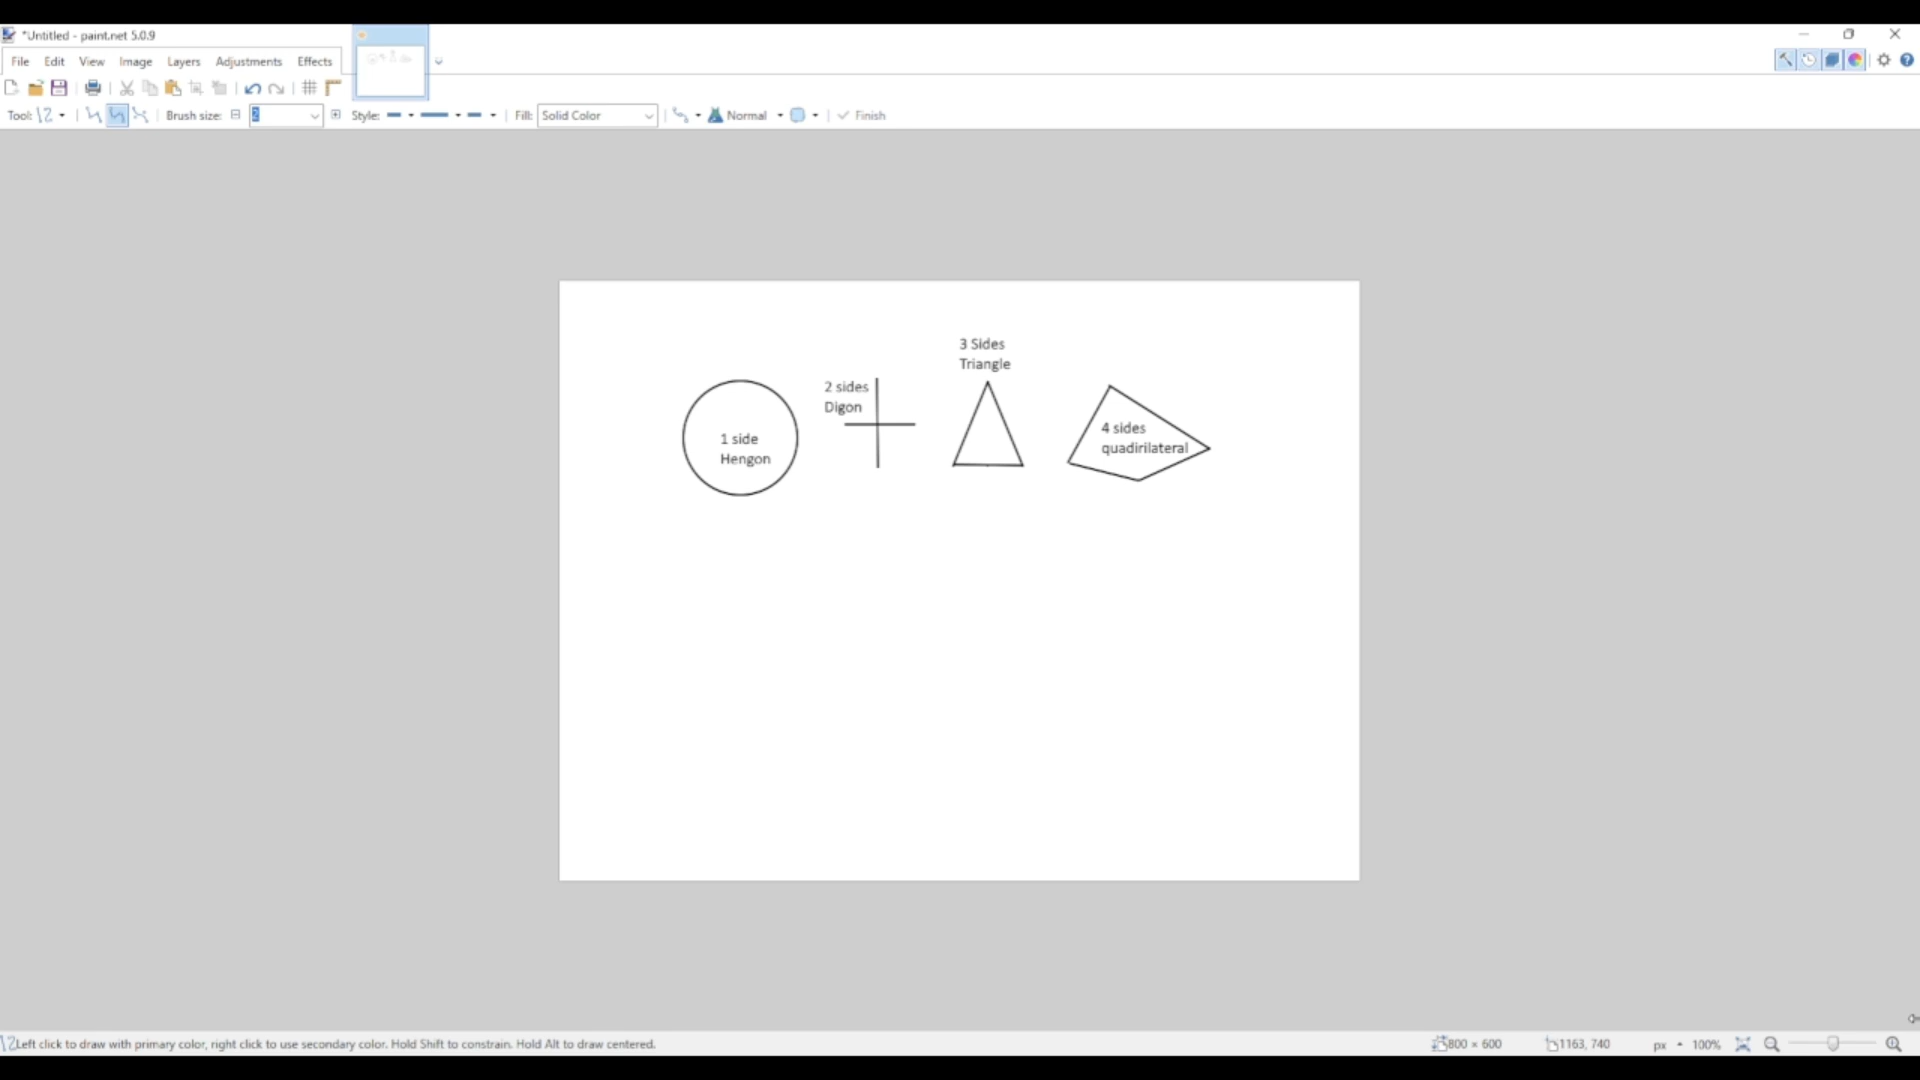 *Untitled - paint.net 5.0.9
File Edit View Image Layers Adjustments Effects
Tool: Brush size: 2 Style: Fill: Solid Color Normal Finish
3 Sides
Triangle
2 sides
Digon
1 side
Hengon
4 sides
quadirilateral
Left click to draw with primary color, right click to use secondary color. Hold Shift to constrain. Hold Alt to draw centered. 800 × 600 1163, 740 px 100%